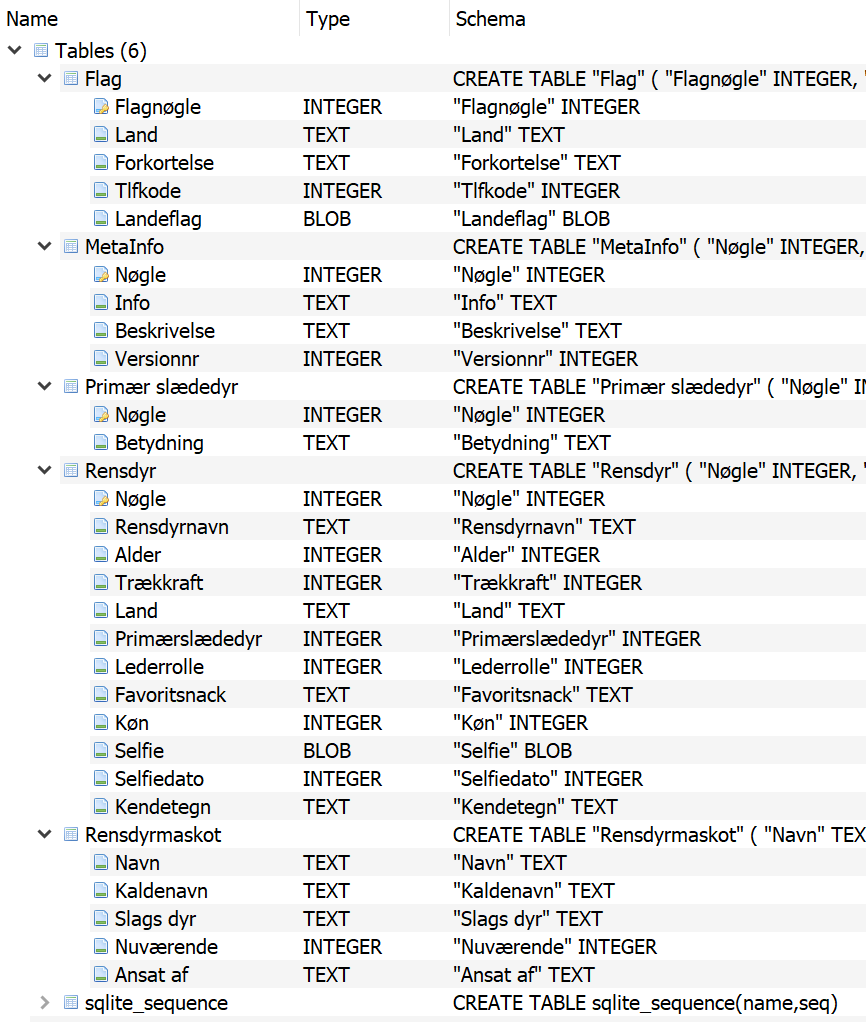 Name Type Schema
Tables (6)
Flag CREATE TABLE "Flag" ( "Flagnøgle" INTEGER, "
Flagnøgle INTEGER "Flagnøgle" INTEGER
Land TEXT "Land" TEXT
Forkortelse TEXT "Forkortelse" TEXT
Tlfkode INTEGER "Tlfkode" INTEGER
Landeflag BLOB "Landeflag" BLOB
MetaInfo CREATE TABLE "MetaInfo" ( "Nøgle" INTEGER,
Nøgle INTEGER "Nøgle" INTEGER
Info TEXT "Info" TEXT
Beskrivelse TEXT "Beskrivelse" TEXT
Versionnr INTEGER "Versionnr" INTEGER
Primær slædedyr CREATE TABLE "Primær slædedyr" ( "Nøgle" IN
Nøgle INTEGER "Nøgle" INTEGER
Betydning TEXT "Betydning" TEXT
Rensdyr CREATE TABLE "Rensdyr" ( "Nøgle" INTEGER, "
Nøgle INTEGER "Nøgle" INTEGER
Rensdyrnavn TEXT "Rensdyrnavn" TEXT
Alder INTEGER "Alder" INTEGER
Trækkraft INTEGER "Trækkraft" INTEGER
Land TEXT "Land" TEXT
Primærslædedyr INTEGER "Primærslædedyr" INTEGER
Lederrolle INTEGER "Lederrolle" INTEGER
Favoritsnack TEXT "Favoritsnack" TEXT
Køn INTEGER "Køn" INTEGER
Selfie BLOB "Selfie" BLOB
Selfiedato INTEGER "Selfiedato" INTEGER
Kendetegn TEXT "Kendetegn" TEXT
Rensdyrmaskot CREATE TABLE "Rensdyrmaskot" ( "Navn" TEX
Navn TEXT "Navn" TEXT
Kaldenavn TEXT "Kaldenavn" TEXT
Slags dyr TEXT "Slags dyr" TEXT
Nuværende INTEGER "Nuværende" INTEGER
Ansat af TEXT "Ansat af" TEXT
sqlite_sequence CREATE TABLE sqlite_sequence(name,seq)